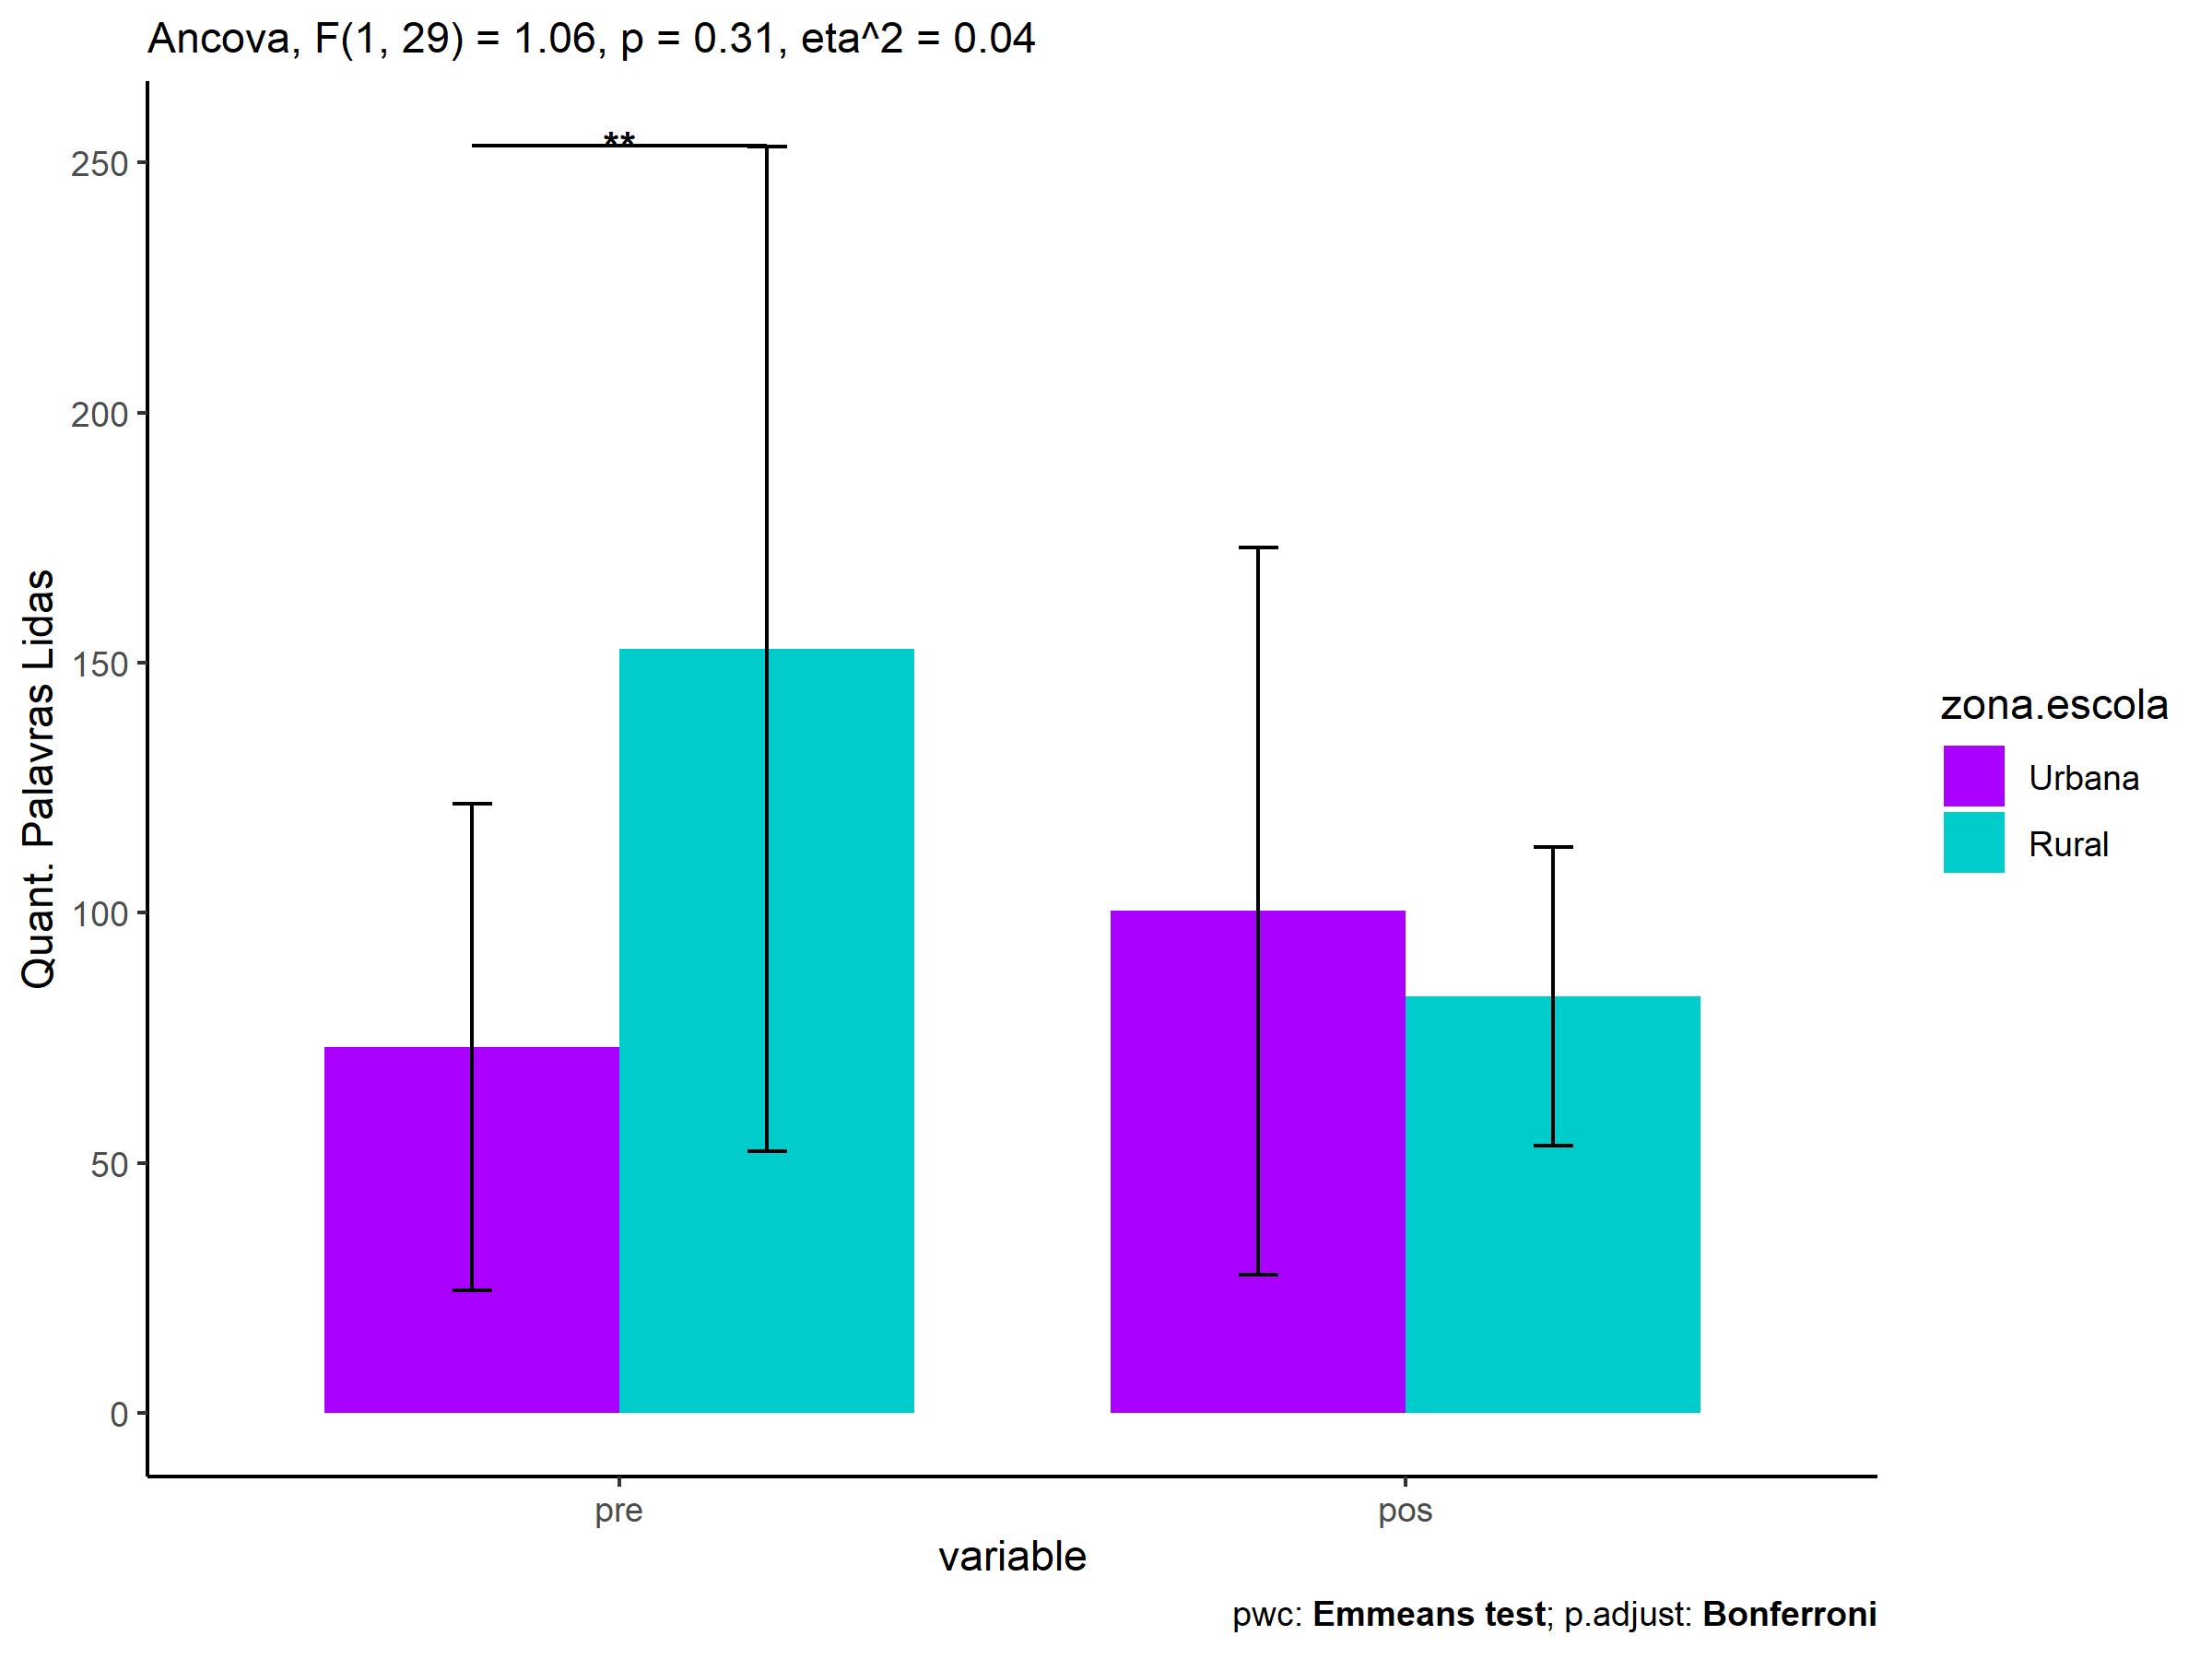 Ancova, F(1, 29) = 1.06, p = 0.31, eta^2 = 0.04
**
250
200
150
100
50
0
Quant. Palavras Lidas
pre
pos
variable
zona.escola
Urbana
Rural
pwc: Emmeans test; p.adjust: Bonferroni